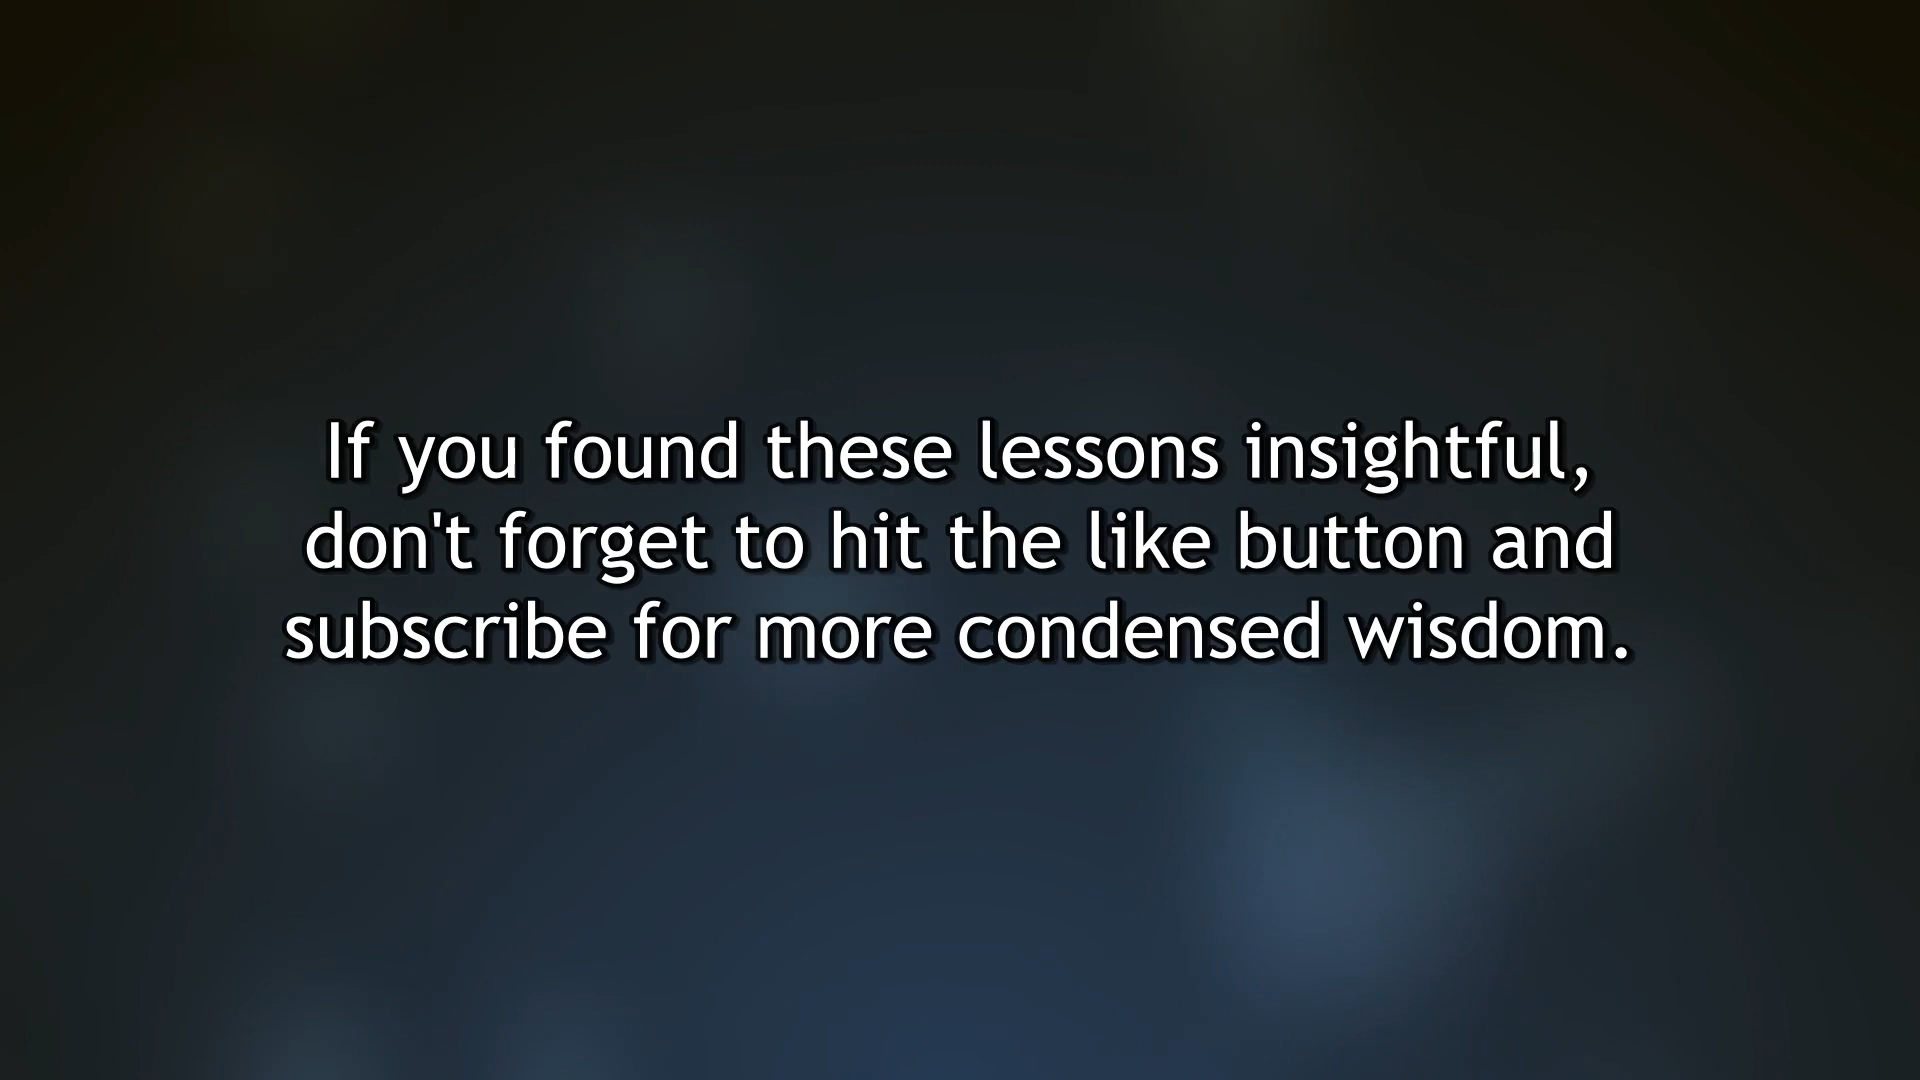 If you found these lessons insightful,
don't forget to hit the like button and
subscribe for more condensed wisdom.